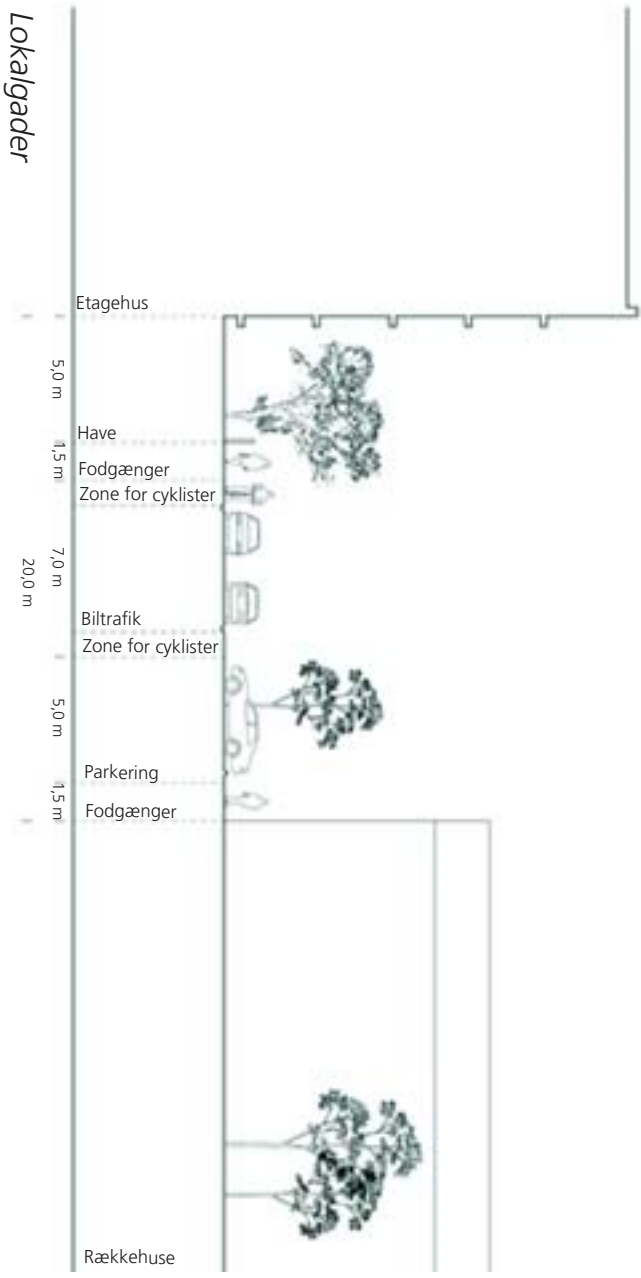 Lokalgader
Etagehus
5,0 m
Have
1,5 m
Fodgænger
Zone for cyklister
7,0 m
20,0 m
Biltrafik
Zone for cyklister
5,0 m
Parkering
1,5 m
Fodgænger
Rækkehuse